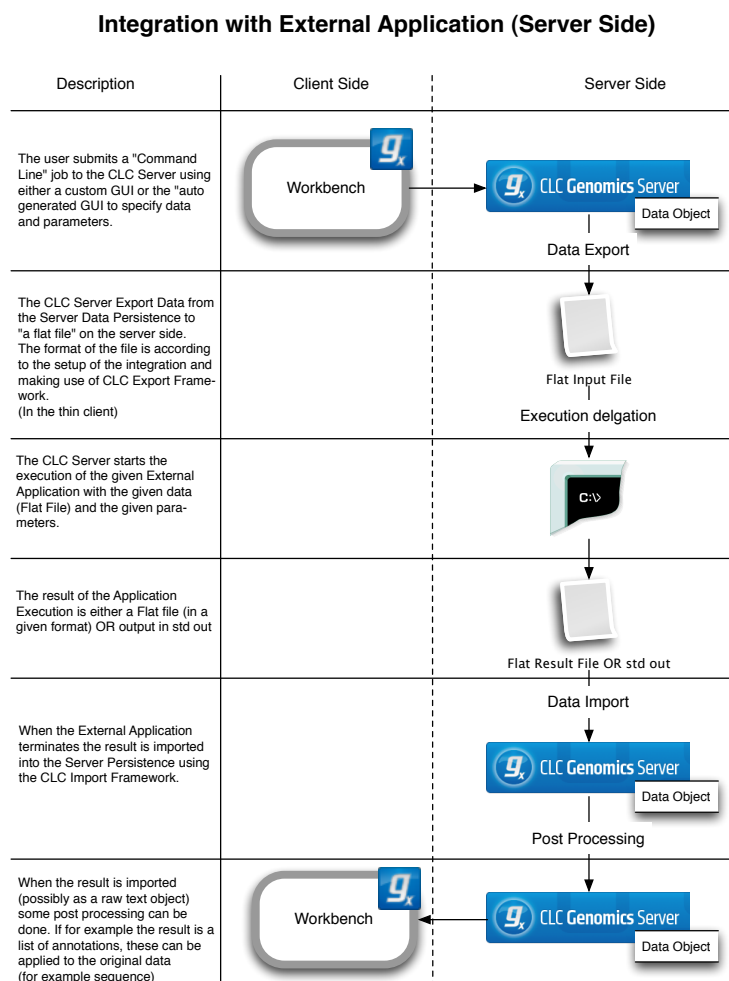 Integration with External Application (Server Side)
Description
Client Side
Server Side
The user submits a "Command
Line" job to the CLC Server using
either a custom GUI or the "auto
generated GUI to specify data
and parameters.
Workbench
gx
gx CLC Genomics Server
Data Object
Data Export
The CLC Server Export Data from
the Server Data Persistence to
"a flat file" on the server side.
The format of the file is according
to the setup of the integration and
making use of CLC Export Frame-
work.
(In the thin client)
Flat Input File
Execution delgation
The CLC Server starts the
execution of the given External
Application with the given data
(Flat File) and the given para-
meters.
C:\>
The result of the Application
Execution is either a Flat file (in a
given format) OR output in std out
Flat Result File OR std out
Data Import
When the External Application
terminates the result is imported
into the Server Persistence using
the CLC Import Framework.
gx CLC Genomics Server
Data Object
Post Processing
When the result is imported
(possibly as a raw text object)
some post processing can be
done. If for example the result is a
list of annotations, these can be
applied to the original data
(for example sequence)
Workbench
gx
gx CLC Genomics Server
Data Object